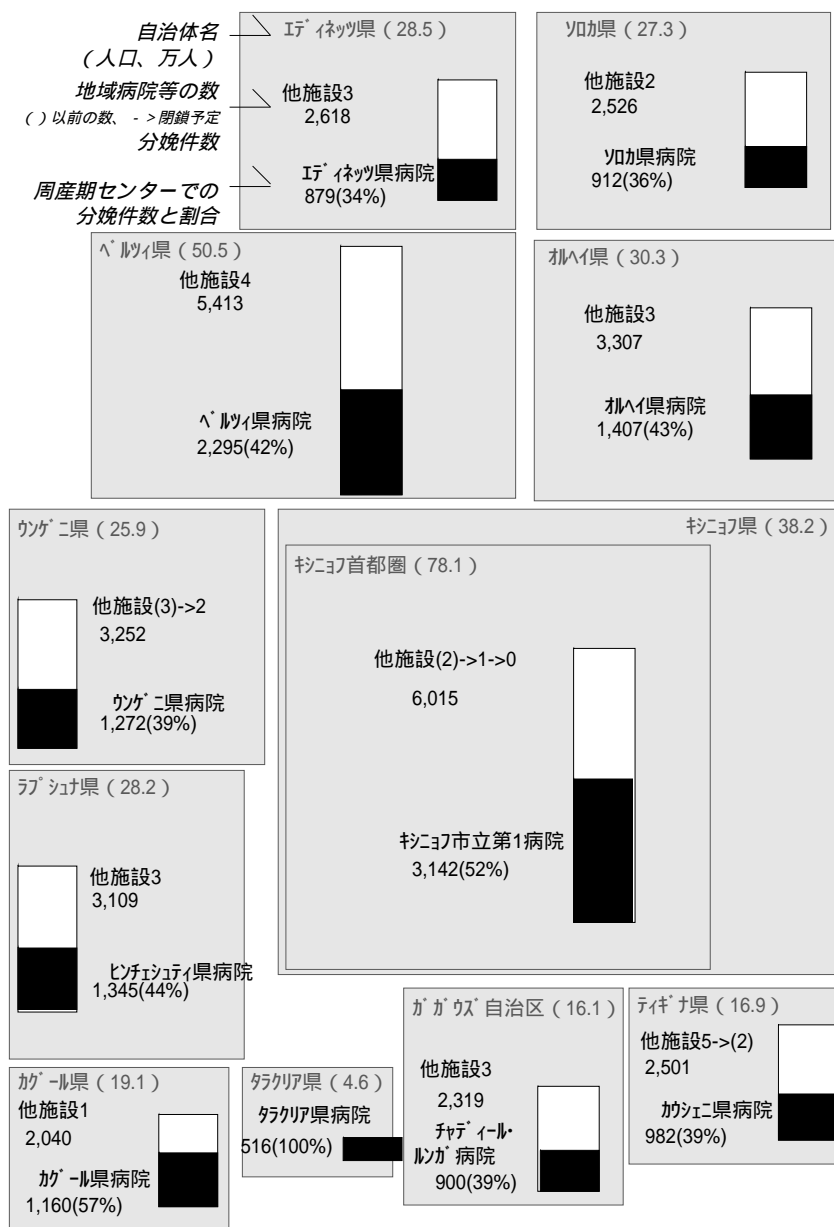 自治体名
(人口、万人)
地域病院等の数
( ) 以前の数、 - > 閉鎖予定
分娩件数
周産期センターでの
分娩件数と割合
ｴﾃﾞｨﾈｯﾂ県 ( 28.5 )
他施設3
2,618
ｴﾃﾞｨﾈｯﾂ県病院
879(34%)
ｿﾛｶ県 ( 27.3 )
他施設2
2,526
ｿﾛｶ県病院
912(36%)
ﾍﾞﾙﾂｨ県 ( 50.5 )
他施設4
5,413
ﾍﾞﾙﾂｨ県病院
2,295(42%)
ｵﾙﾍｲ県 ( 30.3 )
他施設3
3,307
ｵﾙﾍｲ県病院
1,407(43%)
ｳﾝｹﾞﾆ県 ( 25.9 )
他施設(3)->2
3,252
ｳﾝｹﾞﾆ県病院
1,272(39%)
ｷｼﾆｮﾌ県 ( 38.2 )
ｷｼﾆｮﾌ首都圏 ( 78.1 )
他施設(2)->1->0
6,015
ｷｼﾆｮﾌ市立第1病院
3,142(52%)
ﾗﾌﾟｼｭﾅ県 ( 28.2 )
他施設3
3,109
ﾋﾝﾁｪｼｭﾃｨ県病院
1,345(44%)
ｶﾞｶﾞｳｽﾞ自治区 ( 16.1 )
他施設3
2,319
ﾁｬﾃﾞｨｰﾙ･
ﾙﾝｶﾞ病院
900(39%)
ﾃｨｷﾞﾅ県 ( 16.9 )
他施設5->(2)
2,501
ｶｳｼｪﾆ県病院
982(39%)
ｶｸﾞｰﾙ県 ( 19.1 )
他施設1
2,040
ｶｸﾞｰﾙ県病院
1,160(57%)
ﾀﾗｸﾘｱ県 ( 4.6 )
ﾀﾗｸﾘｱ県病院
516(100%)